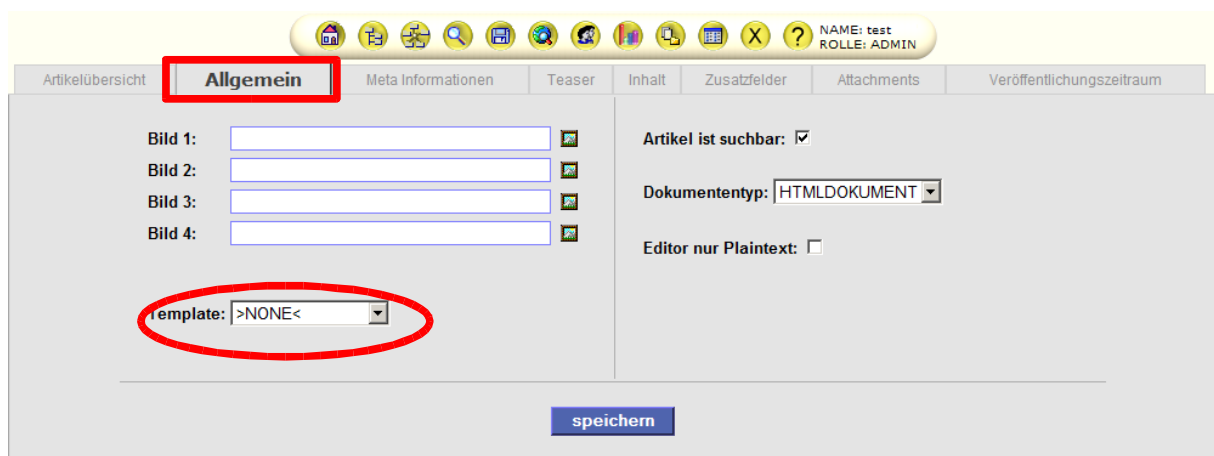 X ? NAME: test
ROLLE: ADMIN
Artikelübersicht Allgemein Meta Informationen Teaser Inhalt Zusatzfelder Attachments Veröffentlichungszeitraum
Bild 1:
Bild 2:
Bild 3:
Bild 4:
Template: >NONE<
Artikel ist suchbar:
Dokumententyp: HTMLDOKUMENT
Editor nur Plaintext:
speichern